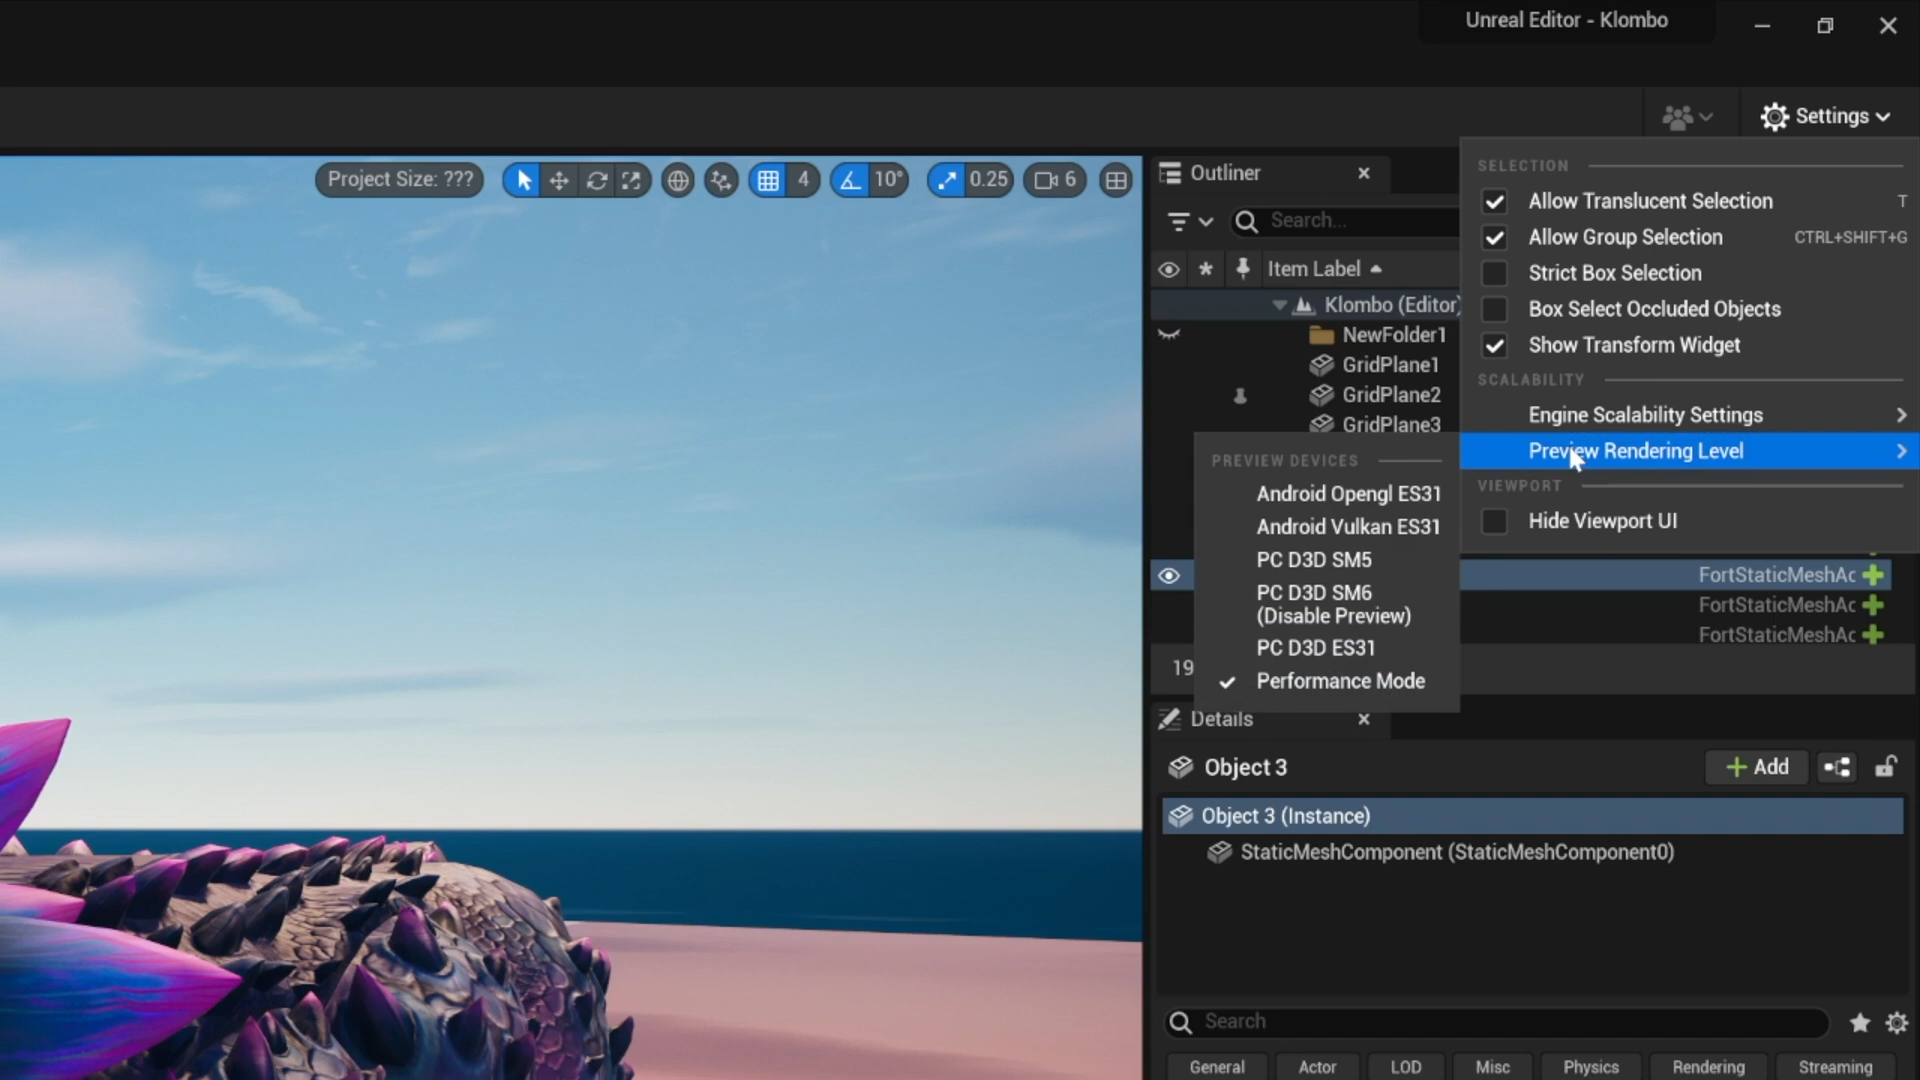 Unreal Editor - Klombo
Settings
Project Size: ???
4
10°
0.25
6
Outliner
Search...
Item Label
Klombo (Editor)
NewFolder1
GridPlane1
GridPlane2
GridPlane3
SELECTION
Allow Translucent Selection T
Allow Group Selection CTRL+SHIFT+G
Strict Box Selection
Box Select Occluded Objects
Show Transform Widget
SCALABILITY
Engine Scalability Settings
Preview Rendering Level
VIEWPORT
Hide Viewport UI
PREVIEW DEVICES
Android Opengl ES31
Android Vulkan ES31
PC D3D SM5
PC D3D SM6
(Disable Preview)
PC D3D ES31
Performance Mode
FortStaticMeshAc
FortStaticMeshAc
FortStaticMeshAc
19
Details
Object 3
Add
Object 3 (Instance)
StaticMeshComponent (StaticMeshComponent0)
Search
General Actor LOD Misc Physics Rendering Streaming